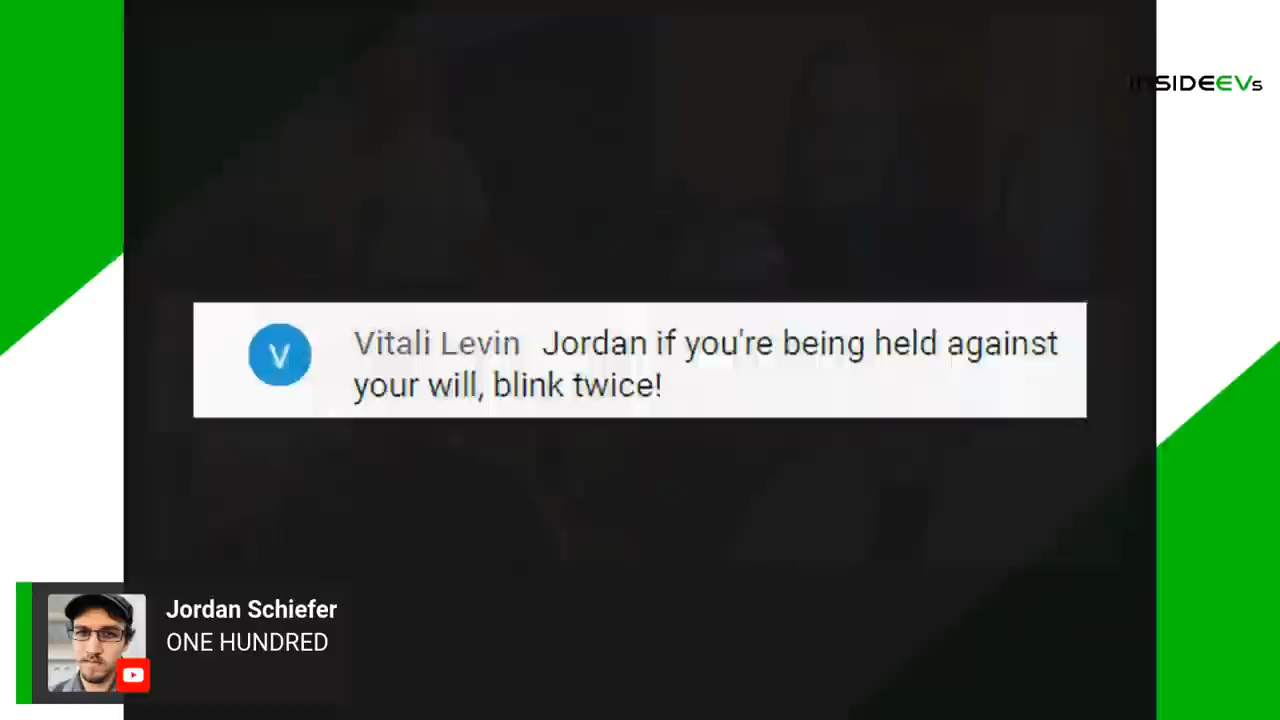 INSIDEEVs
Vitali Levin Jordan if you're being held against
your will, blink twice!
Jordan Schiefer
ONE HUNDRED